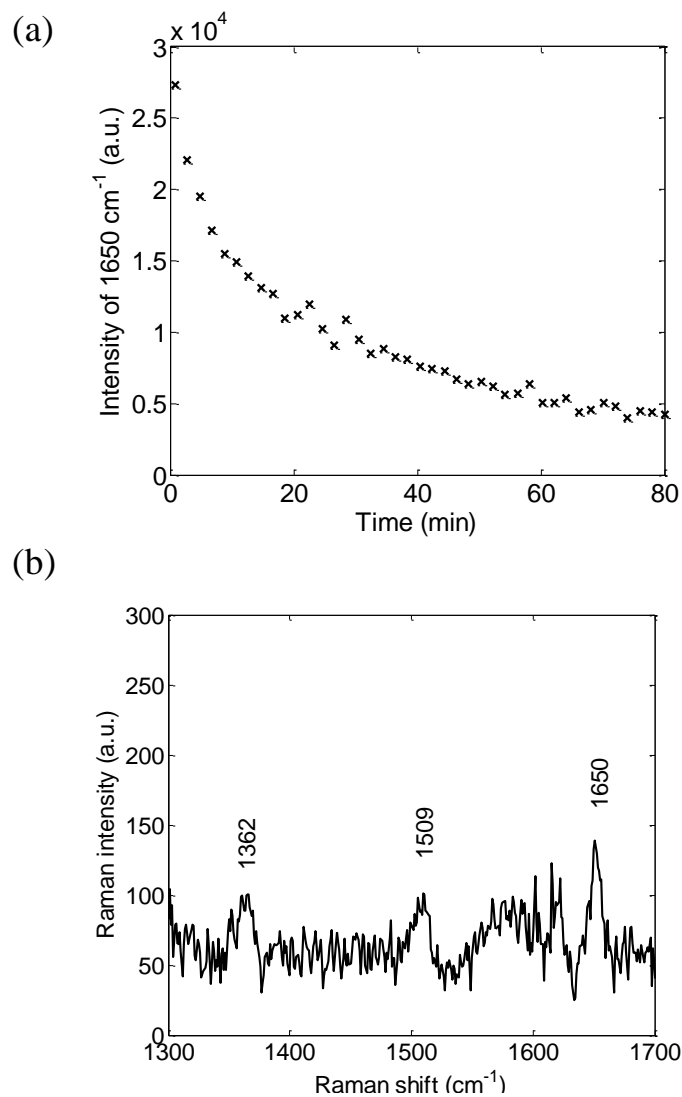 (a)
x 10⁴
3
2.5
2
1.5
1
0.5
0
0 20 40 60 80
Intensity of 1650 cm⁻¹ (a.u.)
Time (min)
(b)
300
250
200
150
100
50
0
1300 1400 1500 1600 1700
Raman intensity (a.u.)
1362
1509
1650
Raman shift (cm⁻¹)